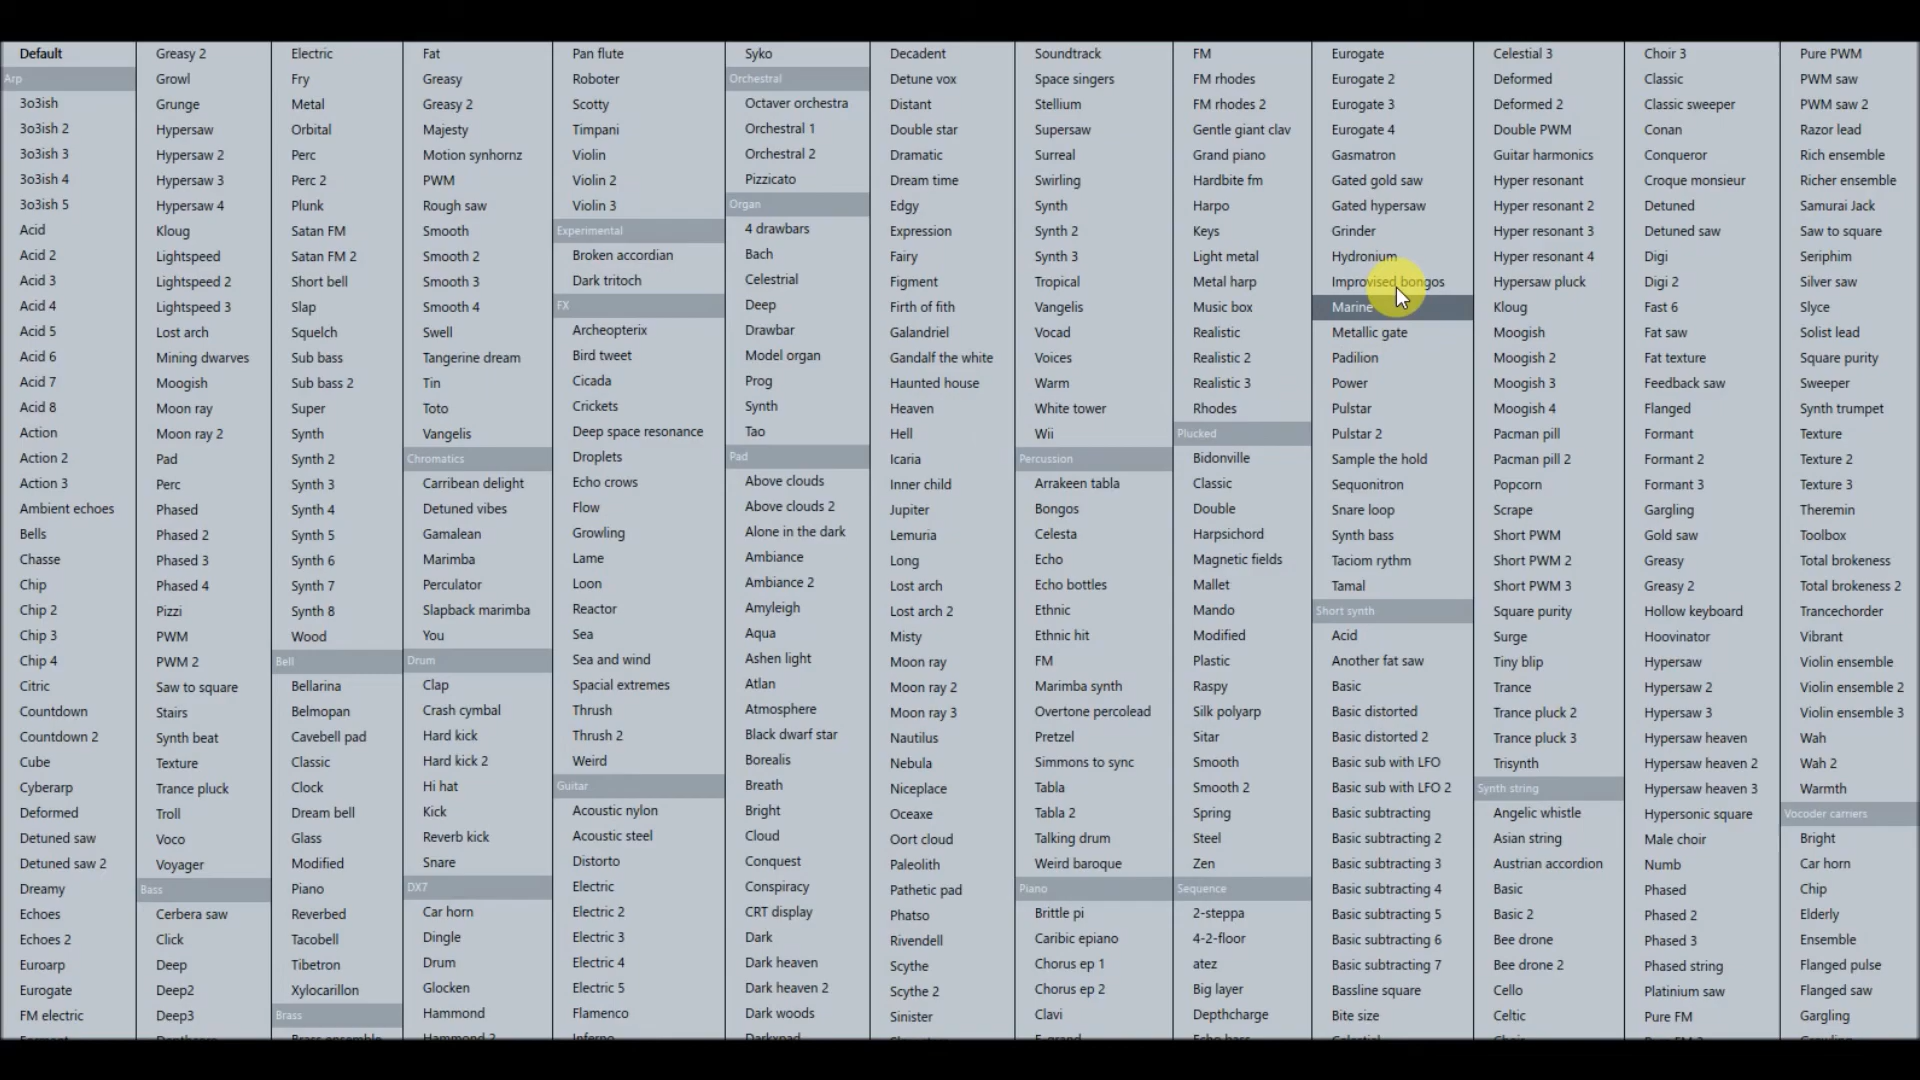 Default
Arp
3o3ish
3o3ish 2
3o3ish 3
3o3ish 4
3o3ish 5
Acid
Acid 2
Acid 3
Acid 4
Acid 5
Acid 6
Acid 7
Acid 8
Action
Action 2
Action 3
Ambient echoes
Bells
Chasse
Chip
Chip 2
Chip 3
Chip 4
Citric
Countdown
Countdown 2
Cube
Cyberarp
Deformed
Detuned saw
Detuned saw 2
Dreamy
Echoes
Echoes 2
Euroarp
Eurogate
FM electric
Greasy 2
Growl
Grunge
Hypersaw
Hypersaw 2
Hypersaw 3
Hypersaw 4
Kloug
Lightspeed
Lightspeed 2
Lightspeed 3
Lost arch
Mining dwarves
Moogish
Moon ray
Moon ray 2
Pad
Perc
Phased
Phased 2
Phased 3
Phased 4
Pizzi
PWM
PWM 2
Saw to square
Stairs
Synth beat
Texture
Trance pluck
Troll
Voco
Voyager
Bass
Cerbera saw
Click
Deep
Deep2
Deep3
Electric
Fry
Metal
Orbital
Perc
Perc 2
Plunk
Satan FM
Satan FM 2
Short bell
Slap
Squelch
Sub bass
Sub bass 2
Super
Synth
Synth 2
Synth 3
Synth 4
Synth 5
Synth 6
Synth 7
Synth 8
Wood
Bell
Bellarina
Belmopan
Cavebell pad
Classic
Clock
Dream bell
Glass
Modified
Piano
Reverbed
Tacobell
Tibetron
Xylocarillon
Brass
Fat
Greasy
Greasy 2
Majesty
Motion synhornz
PWM
Rough saw
Smooth
Smooth 2
Smooth 3
Smooth 4
Swell
Tangerine dream
Tin
Toto
Vangelis
Chromatics
Carribean delight
Detuned vibes
Gamalean
Marimba
Perculator
Slapback marimba
You
Drum
Clap
Crash cymbal
Hard kick
Hard kick 2
Hi hat
Kick
Reverb kick
Snare
DX7
Car horn
Dingle
Drum
Glocken
Hammond
Pan flute
Roboter
Scotty
Timpani
Violin
Violin 2
Violin 3
Experimental
Broken accordian
Dark tritoch
FX
Archeopterix
Bird tweet
Cicada
Crickets
Deep space resonance
Droplets
Echo crows
Flow
Growling
Lame
Loon
Reactor
Sea
Sea and wind
Spacial extremes
Thrush
Thrush 2
Weird
Guitar
Acoustic nylon
Acoustic steel
Distorto
Electric
Electric 2
Electric 3
Electric 4
Electric 5
Flamenco
Syko
Orchestral
Octaver orchestra
Orchestral 1
Orchestral 2
Pizzicato
Organ
4 drawbars
Bach
Celestial
Deep
Drawbar
Model organ
Prog
Synth
Tao
Pad
Above clouds
Above clouds 2
Alone in the dark
Ambiance
Ambiance 2
Amyleigh
Aqua
Ashen light
Atlan
Atmosphere
Black dwarf star
Borealis
Breath
Bright
Cloud
Conquest
Conspiracy
CRT display
Dark
Dark heaven
Dark heaven 2
Dark woods
Decadent
Detune vox
Distant
Double star
Dramatic
Dream time
Edgy
Expression
Fairy
Figment
Firth of fith
Galandriel
Gandalf the white
Haunted house
Heaven
Hell
Icaria
Inner child
Jupiter
Lemuria
Long
Lost arch
Lost arch 2
Misty
Moon ray
Moon ray 2
Moon ray 3
Nautilus
Nebula
Niceplace
Oceaxe
Oort cloud
Paleolith
Pathetic pad
Phatso
Rivendell
Scythe
Scythe 2
Sinister
Soundtrack
Space singers
Stellium
Supersaw
Surreal
Swirling
Synth
Synth 2
Synth 3
Tropical
Vangelis
Vocad
Voices
Warm
White tower
Wii
Percussion
Arrakeen tabla
Bongos
Celesta
Echo
Echo bottles
Ethnic
Ethnic hit
FM
Marimba synth
Overtone percolead
Pretzel
Simmons to sync
Tabla
Tabla 2
Talking drum
Weird baroque
Piano
Brittle pi
Caribic epiano
Chorus ep 1
Chorus ep 2
Clavi
FM
FM rhodes
FM rhodes 2
Gentle giant clav
Grand piano
Hardbite fm
Harpo
Keys
Light metal
Metal harp
Music box
Realistic
Realistic 2
Realistic 3
Rhodes
Plucked
Bidonville
Classic
Double
Harpsichord
Magnetic fields
Mallet
Mando
Modified
Plastic
Raspy
Silk polyarp
Sitar
Smooth
Smooth 2
Spring
Steel
Zen
Sequence
2-steppa
4-2-floor
atez
Big layer
Depthcharge
Eurogate
Eurogate 2
Eurogate 3
Eurogate 4
Gasmatron
Gated gold saw
Gated hypersaw
Grinder
Hydronium
Improvised bongos
Marine
Metallic gate
Padilion
Power
Pulstar
Pulstar 2
Sample the hold
Sequonitron
Snare loop
Synth bass
Taciom rythm
Tamal
Short synth
Acid
Another fat saw
Basic
Basic distorted
Basic distorted 2
Basic sub with LFO
Basic sub with LFO 2
Basic subtracting
Basic subtracting 2
Basic subtracting 3
Basic subtracting 4
Basic subtracting 5
Basic subtracting 6
Basic subtracting 7
Bassline square
Bite size
Celestial 3
Deformed
Deformed 2
Double PWM
Guitar harmonics
Hyper resonant
Hyper resonant 2
Hyper resonant 3
Hyper resonant 4
Hypersaw pluck
Kloug
Moogish
Moogish 2
Moogish 3
Moogish 4
Pacman pill
Pacman pill 2
Popcorn
Scrape
Short PWM
Short PWM 2
Short PWM 3
Square purity
Surge
Tiny blip
Trance
Trance pluck 2
Trance pluck 3
Trisynth
Synth string
Angelic whistle
Asian string
Austrian accordion
Basic
Basic 2
Bee drone
Bee drone 2
Cello
Celtic
Choir 3
Classic
Classic sweeper
Conan
Conqueror
Croque monsieur
Detuned
Detuned saw
Digi
Digi 2
Fast 6
Fat saw
Fat texture
Feedback saw
Flanged
Formant
Formant 2
Formant 3
Gargling
Gold saw
Greasy
Greasy 2
Hollow keyboard
Hoovinator
Hypersaw
Hypersaw 2
Hypersaw 3
Hypersaw heaven
Hypersaw heaven 2
Hypersaw heaven 3
Hypersonic square
Male choir
Numb
Phased
Phased 2
Phased 3
Phased string
Platinium saw
Pure FM
Pure PWM
PWM saw
PWM saw 2
Razor lead
Rich ensemble
Richer ensemble
Samurai Jack
Saw to square
Seriphim
Silver saw
Slyce
Solist lead
Square purity
Sweeper
Synth trumpet
Texture
Texture 2
Texture 3
Theremin
Toolbox
Total brokeness
Total brokeness 2
Trancechorder
Vibrant
Violin ensemble
Violin ensemble 2
Violin ensemble 3
Wah
Wah 2
Warmth
Vocoder carriers
Bright
Car horn
Chip
Elderly
Ensemble
Flanged pulse
Flanged saw
Gargling